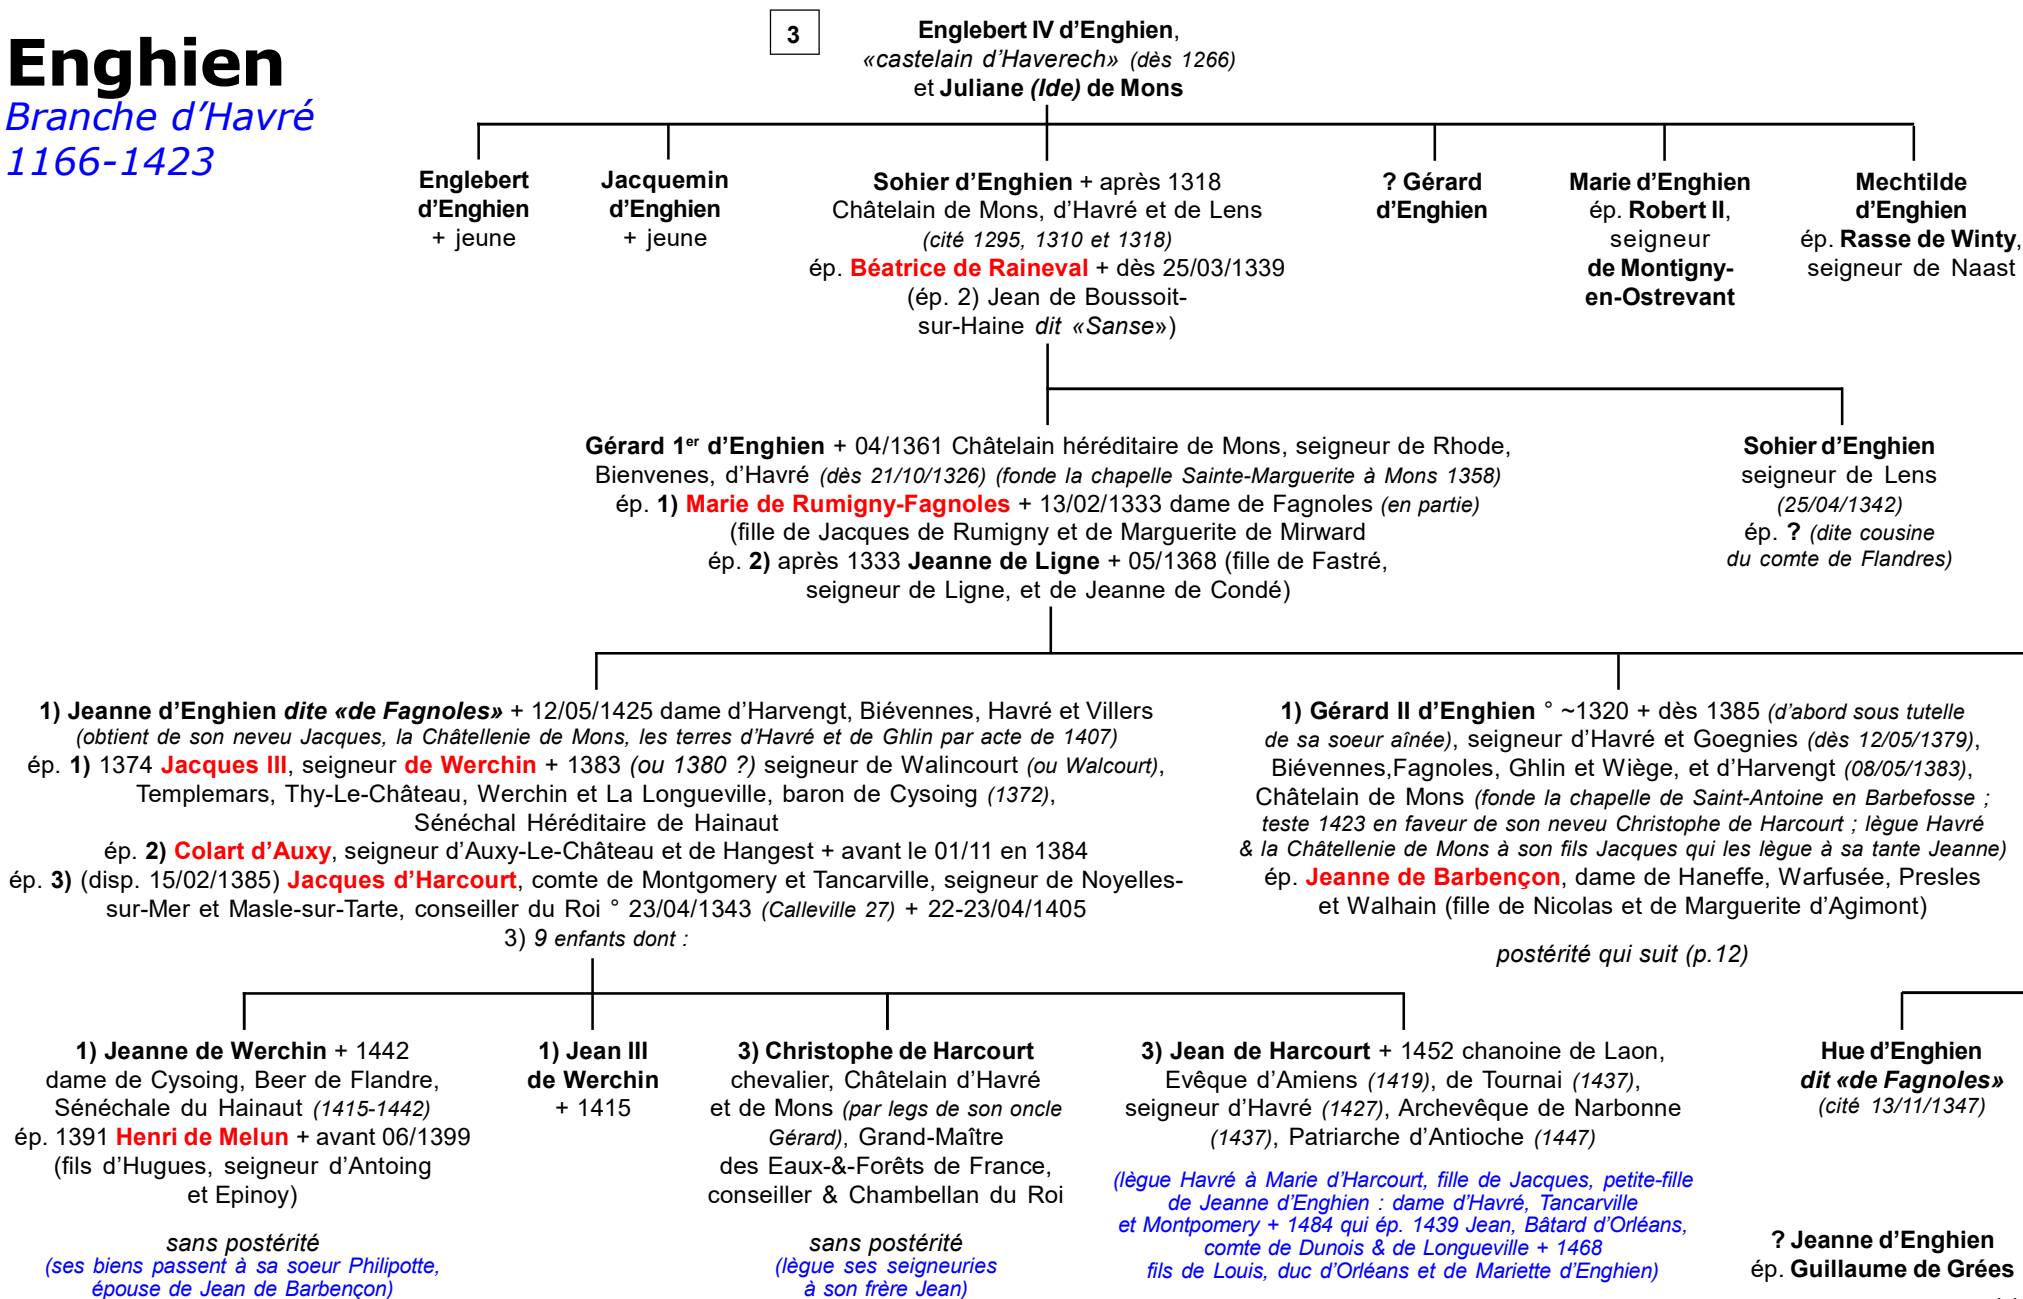 Enghien
Branche d’Havré
1166-1423
3
Englebert IV d’Enghien,
«castelain d’Haverech» (dès 1266)
et Juliane (Ide) de Mons
Englebert
d’Enghien
+ jeune
Jacquemin
d’Enghien
+ jeune
Sohier d’Enghien + après 1318
Châtelain de Mons, d’Havré et de Lens
(cité 1295, 1310 et 1318)
ép. Béatrice de Raineval + dès 25/03/1339
(ép. 2) Jean de Boussoit-
sur-Haine dit «Sanse»)
? Gérard
d’Enghien
Marie d’Enghien
ép. Robert II,
seigneur
de Montigny-
en-Ostrevant
Mechtilde
d’Enghien
ép. Rasse de Winty,
seigneur de Naast
Gérard 1er d’Enghien + 04/1361 Châtelain héréditaire de Mons, seigneur de Rhode,
Bienvenes, d’Havré (dès 21/10/1326) (fonde la chapelle Sainte-Marguerite à Mons 1358)
ép. 1) Marie de Rumigny-Fagnoles + 13/02/1333 dame de Fagnoles (en partie)
(fille de Jacques de Rumigny et de Marguerite de Mirward
ép. 2) après 1333 Jeanne de Ligne + 05/1368 (fille de Fastré,
seigneur de Ligne, et de Jeanne de Condé)
Sohier d’Enghien
seigneur de Lens
(25/04/1342)
ép. ? (dite cousine
du comte de Flandres)
1) Jeanne d’Enghien dite «de Fagnoles» + 12/05/1425 dame d’Harvengt, Biévennes, Havré et Villers
(obtient de son neveu Jacques, la Châtellenie de Mons, les terres d’Havré et de Ghlin par acte de 1407)
ép. 1) 1374 Jacques III, seigneur de Werchin + 1383 (ou 1380 ?) seigneur de Walincourt (ou Walcourt),
Templemars, Thy-Le-Château, Werchin et La Longueville, baron de Cysoing (1372),
Sénéchal Héréditaire de Hainaut
ép. 2) Colart d’Auxy, seigneur d’Auxy-Le-Château et de Hangest + avant le 01/11 en 1384
ép. 3) (disp. 15/02/1385) Jacques d’Harcourt, comte de Montgomery et Tancarville, seigneur de Noyelles-
sur-Mer et Masle-sur-Tarte, conseiller du Roi ° 23/04/1343 (Calleville 27) + 22-23/04/1405
3) 9 enfants dont :
1) Gérard II d’Enghien ° ~1320 + dès 1385 (d’abord sous tutelle
de sa soeur aînée), seigneur d’Havré et Goegnies (dès 12/05/1379),
Biévennes,Fagnoles, Ghlin et Wiège, et d’Harvengt (08/05/1383),
Châtelain de Mons (fonde la chapelle de Saint-Antoine en Barbefosse ;
teste 1423 en faveur de son neveu Christophe de Harcourt ; lègue Havré
& la Châtellenie de Mons à son fils Jacques qui les lègue à sa tante Jeanne)
ép. Jeanne de Barbençon, dame de Haneffe, Warfusée, Presles
et Walhain (fille de Nicolas et de Marguerite d’Agimont)
postérité qui suit (p.12)
1) Jeanne de Werchin + 1442
dame de Cysoing, Beer de Flandre,
Sénéchale du Hainaut (1415-1442)
ép. 1391 Henri de Melun + avant 06/1399
(fils d’Hugues, seigneur d’Antoing
et Epinoy)
sans postérité
(ses biens passent à sa soeur Philipotte,
épouse de Jean de Barbençon)
1) Jean III
de Werchin
+ 1415
3) Christophe de Harcourt
chevalier, Châtelain d’Havré
et de Mons (par legs de son oncle
Gérard), Grand-Maître
des Eaux-&-Forêts de France,
conseiller & Chambellan du Roi
sans postérité
(lègue ses seigneuries
à son frère Jean)
3) Jean de Harcourt + 1452 chanoine de Laon,
Evêque d’Amiens (1419), de Tournai (1437),
seigneur d’Havré (1427), Archevêque de Narbonne
(1437), Patriarche d’Antioche (1447)
(lègue Havré à Marie d’Harcourt, fille de Jacques, petite-fille
de Jeanne d’Enghien : dame d’Havré, Tancarville
et Montpomery + 1484 qui ép. 1439 Jean, Bâtard d’Orléans,
comte de Dunois & de Longueville + 1468
fils de Louis, duc d’Orléans et de Mariette d’Enghien)
Hue d’Enghien
dit «de Fagnoles»
(cité 13/11/1347)
? Jeanne d’Enghien
ép. Guillaume de Grées